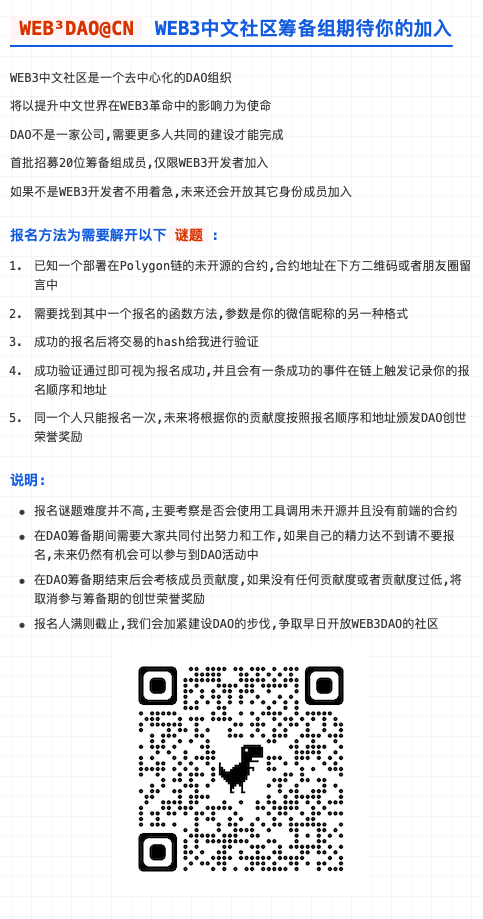 WEB³DAO@CN WEB3中文社区筹备组期待你的加入
WEB3中文社区是一个去中心化的DAO组织
将以提升中文世界在WEB3革命中的影响力为使命
DAO不是一家公司,需要更多人共同的建设才能完成
首批招募20位筹备组成员,仅限WEB3开发者加入
如果不是WEB3开发者不用着急,未来还会开放其它身份成员加入
报名方法为需要解开以下 谜题 :
1. 已知一个部署在Polygon链的未开源的合约,合约地址在下方二维码或者朋友圈留
言中
2. 需要找到其中一个报名的函数方法,参数是你的微信昵称的另一种格式
3. 成功的报名后将交易的hash给我进行验证
4. 成功验证通过即可视为报名成功,并且会有一条成功的事件在链上触发记录你的报
名顺序和地址
5. 同一个人只能报名一次,未来将根据你的贡献度按照报名顺序和地址颁发DAO创世
荣誉奖励
说明:
• 报名谜题难度并不高,主要考察是否会使用工具调用未开源并且没有前端的合约
• 在DAO筹备期间需要大家共同付出努力和工作,如果自己的精力达不到请不要报
名,未来仍然有机会可以参与到DAO活动中
• 在DAO筹备期结束后会考核成员贡献度,如果没有任何贡献度或者贡献度过低,将
取消参与筹备期的创世荣誉奖励
• 报名人满则截止,我们会加紧建设DAO的步伐,争取早日开放WEB3DAO的社区